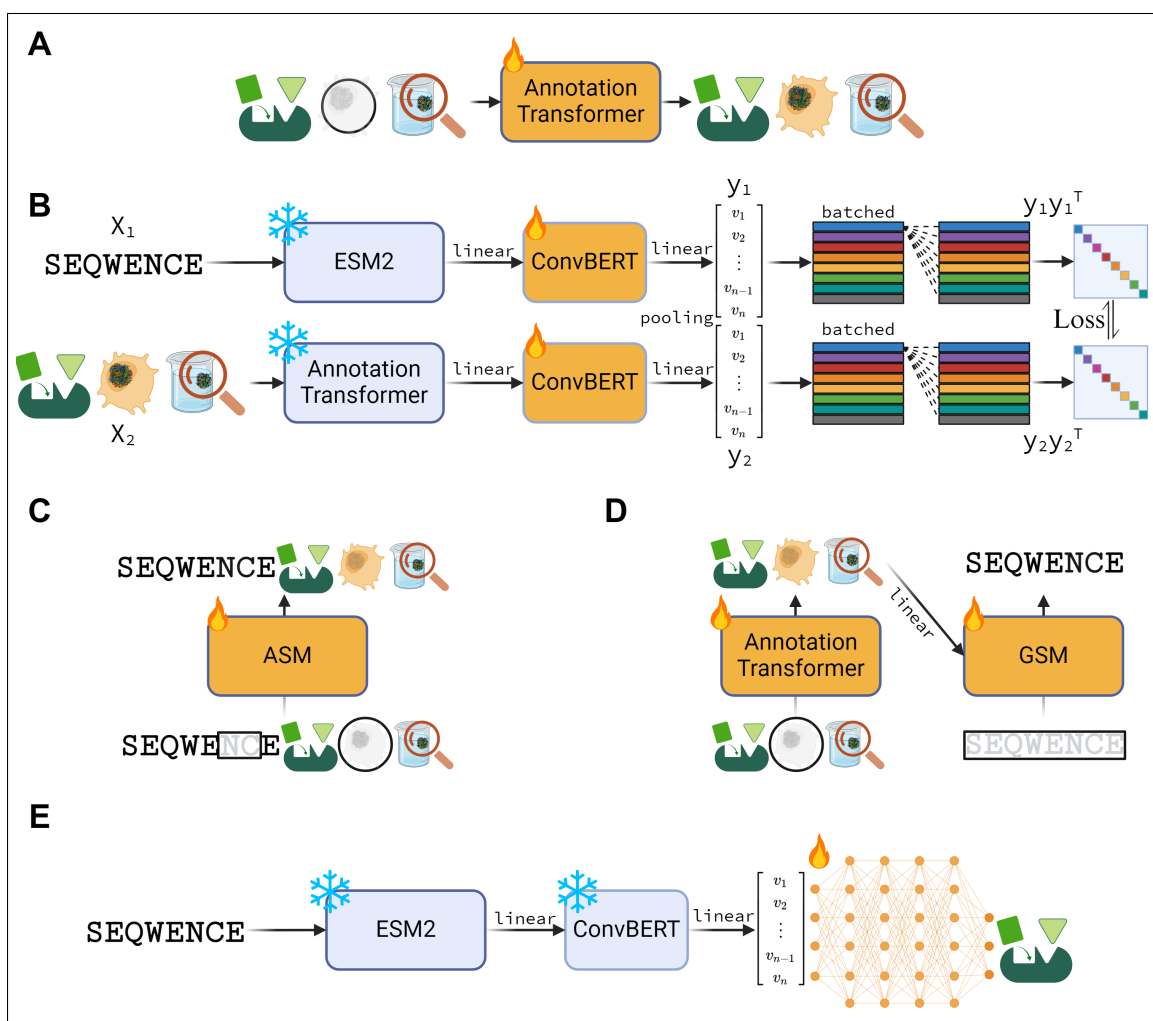 A
Annotation
Transformer
B
X₁
SEQWENCE
ESM2
linear
ConvBERT
linear
y₁
v₁
v₂
⋮
vₙ₋₁
vₙ
batched
y₁y₁ᵀ
pooling
Loss
X₂
Annotation
Transformer
linear
ConvBERT
linear
v₁
v₂
⋮
vₙ₋₁
vₙ
y₂
batched
y₂y₂ᵀ
C
SEQWENCE
ASM
SEQWENCE
D
Annotation
Transformer
linear
SEQWENCE
GSM
SEQWENCE
E
SEQWENCE
ESM2
linear
ConvBERT
linear
v₁
v₂
⋮
vₙ₋₁
vₙ